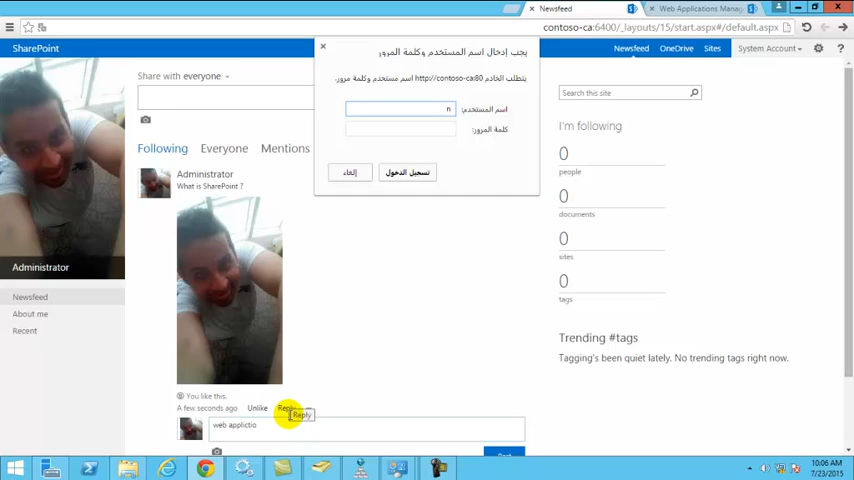 Newsfeed
Web Applications Manag
contoso-ca:6400/_layouts/15/start.aspx#/default.aspx
SharePoint
Newsfeed OneDrive Sites System Account
Share with everyone
يجب إدخال اسم المستخدم وكلمة المرور
يتطلب الخادم http://contoso-ca:80 اسم مستخدم وكلمة مرور.
اسم المستخدم:
n
كلمة المرور:
تسجيل الدخول
إلغاء
Search this site
I'm following
0
people
0
documents
0
sites
0
tags
Trending #tags
Tagging's been quiet lately. No trending tags right now.
Following Everyone Mentions
Administrator
What is SharePoint ?
Administrator
Newsfeed
About me
Recent
You like this.
A few seconds ago Unlike Reply
Reply
web applictio
Post
10:06 AM
7/23/2015